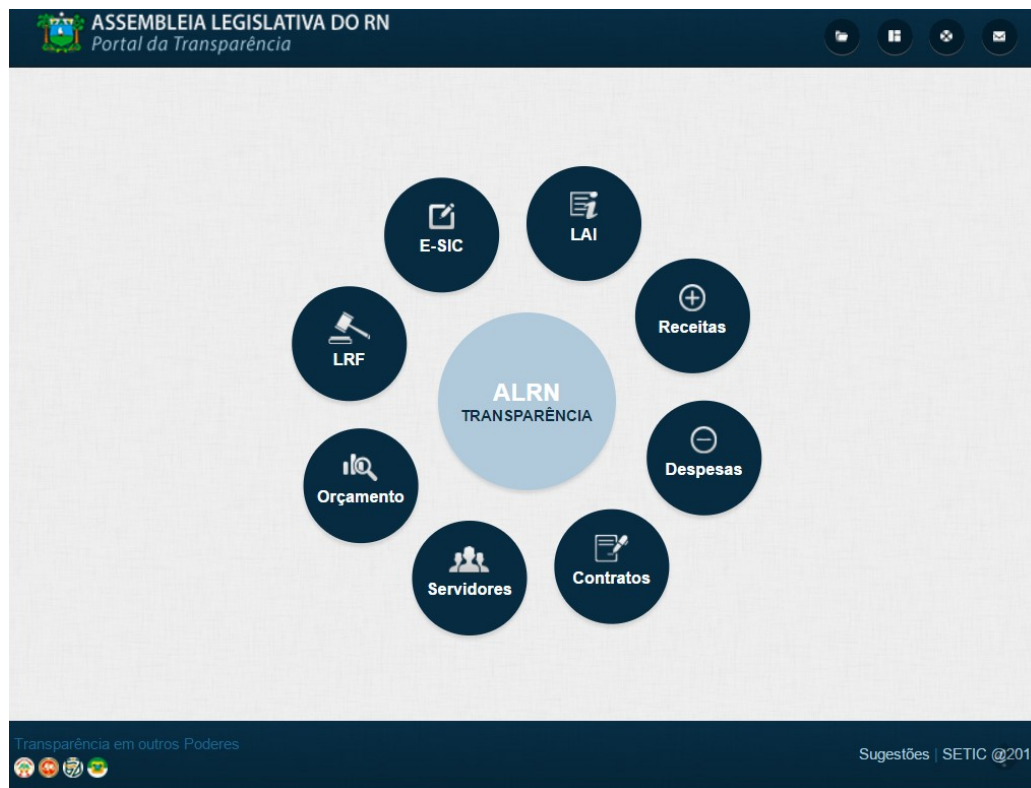 ASSEMBLEIA LEGISLATIVA DO RN
Portal da Transparência
E-SIC
LAI
LRF
Receitas
ALRN
TRANSPARÊNCIA
Orçamento
Despesas
Servidores
Contratos
Transparência em outros Poderes
Sugestões | SETIC @201